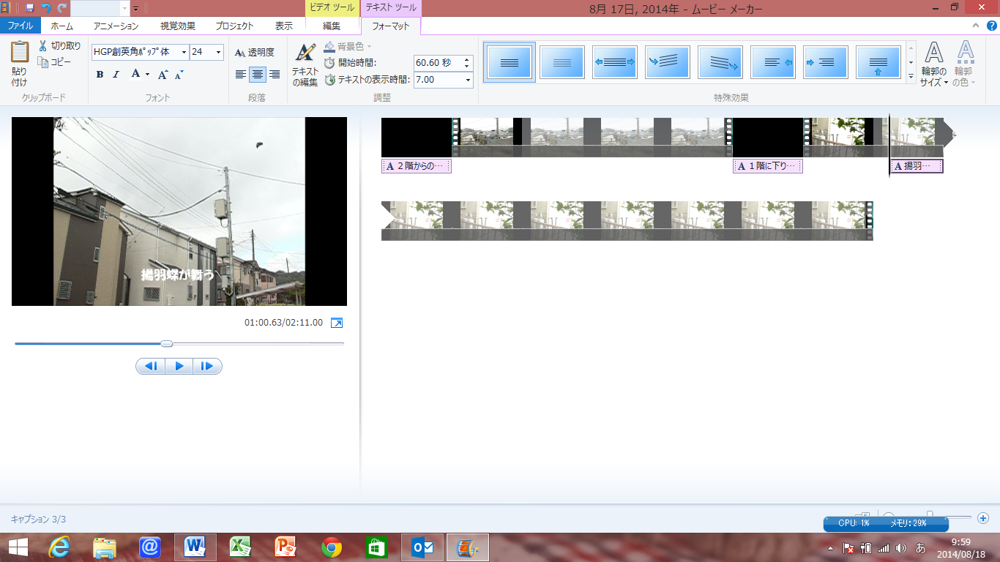 ビデオ ツール
テキスト ツール
8月 17日, 2014年 - ムービー メーカー
ファイル
ホーム
アニメーション
視覚効果
プロジェクト
表示
編集
フォーマット
貼り
付け
切り取り
コピー
クリップボード
HGP創英角ﾎﾟｯﾌﾟ体
24
B I A A A
フォント
AA 透明度
段落
テキスト
の編集
背景色
開始時間:
60.60 秒
テキストの表示時間:
7.00
調整
特殊効果
輪郭の
サイズ
輪郭
の色
揚羽蝶が舞う
01:00.63/02:11.00
A 2 階からの…
A 1 階に下り…
A 揚羽…
キャプション 3/3
CPU: 1% メモリ: 29%
あ
9:59
2014/08/18